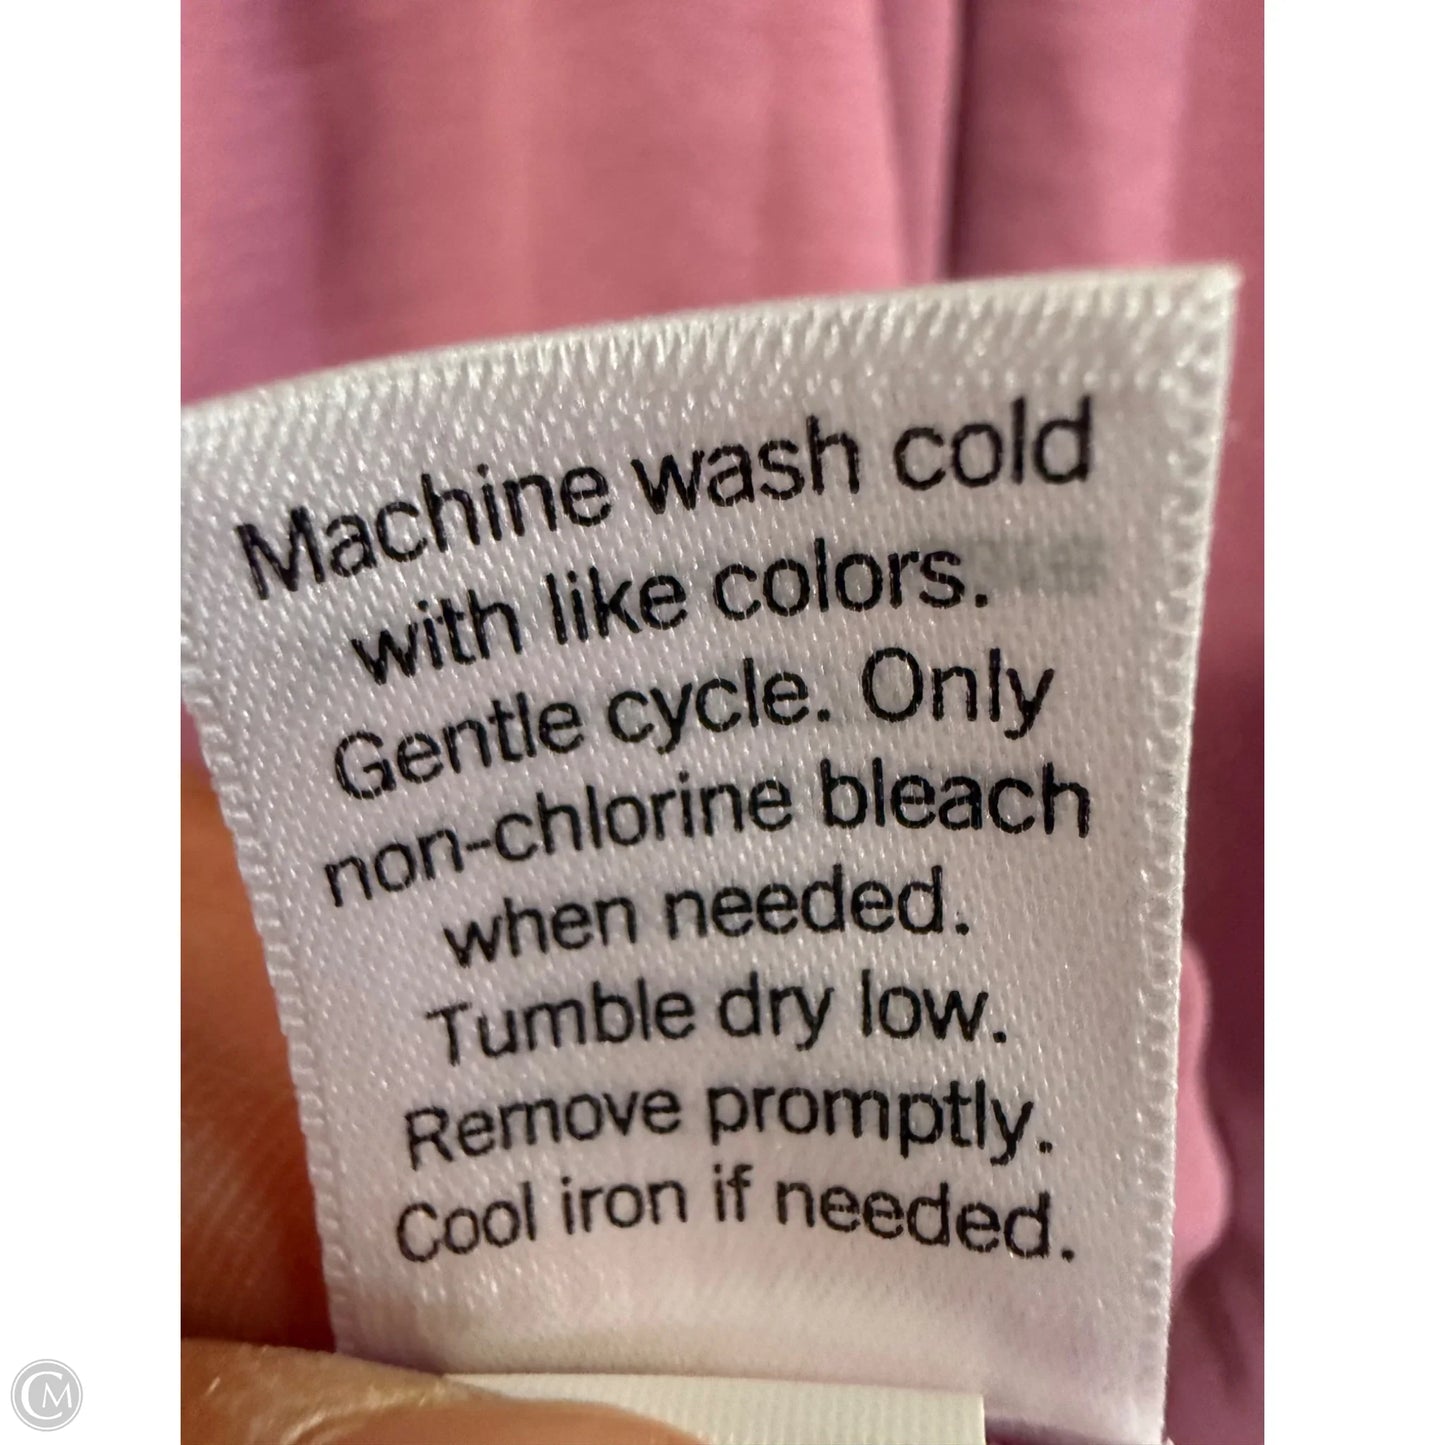 Machine wash cold
with like colors.
Gentle cycle. Only
non-chlorine bleach
when needed.
Tumble dry low.
Remove promptly.
Cool iron if needed.
CM